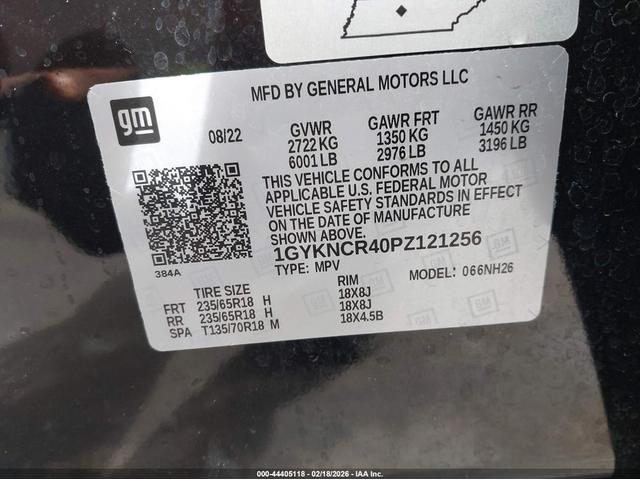 MFD BY GENERAL MOTORS LLC
gm
08/22
GVWR
2722 KG
6001 LB
GAWR FRT
1350 KG
2976 LB
GAWR RR
1450 KG
3196 LB
THIS VEHICLE CONFORMS TO ALL
APPLICABLE U.S. FEDERAL MOTOR
VEHICLE SAFETY STANDARDS IN EFFECT
ON THE DATE OF MANUFACTURE
SHOWN ABOVE.
384A
1GYKNCR40PZ121256
TYPE: MPV
MODEL: 066NH26
TIRE SIZE RIM
FRT 235/65R18 H 18X8J
RR 235/65R18 H 18X8J
SPA T135/70R18 M 18X4.5B
000-44405118 - 02/18/2026 - IAA Inc.